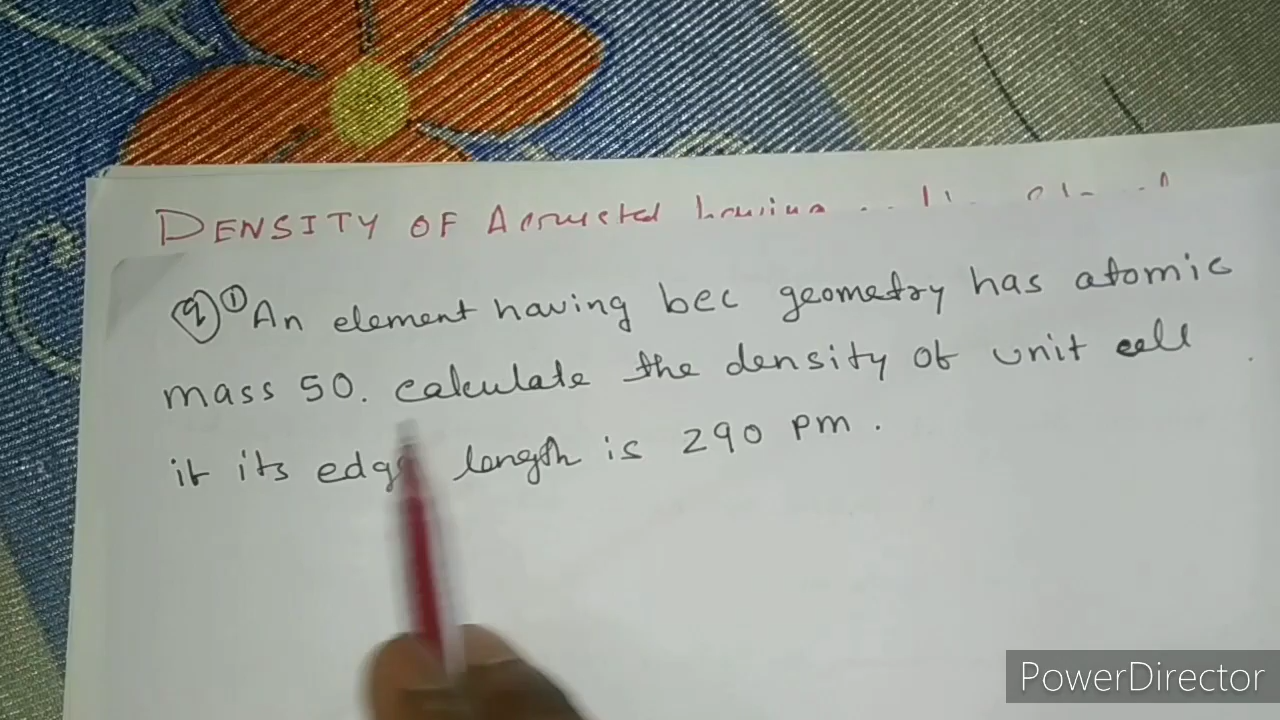 DENSITY OF
q ① An element having bcc geometry has atomic
mass 50. calculate the density of unit cell
if its edge length is 290 pm.
PowerDirector